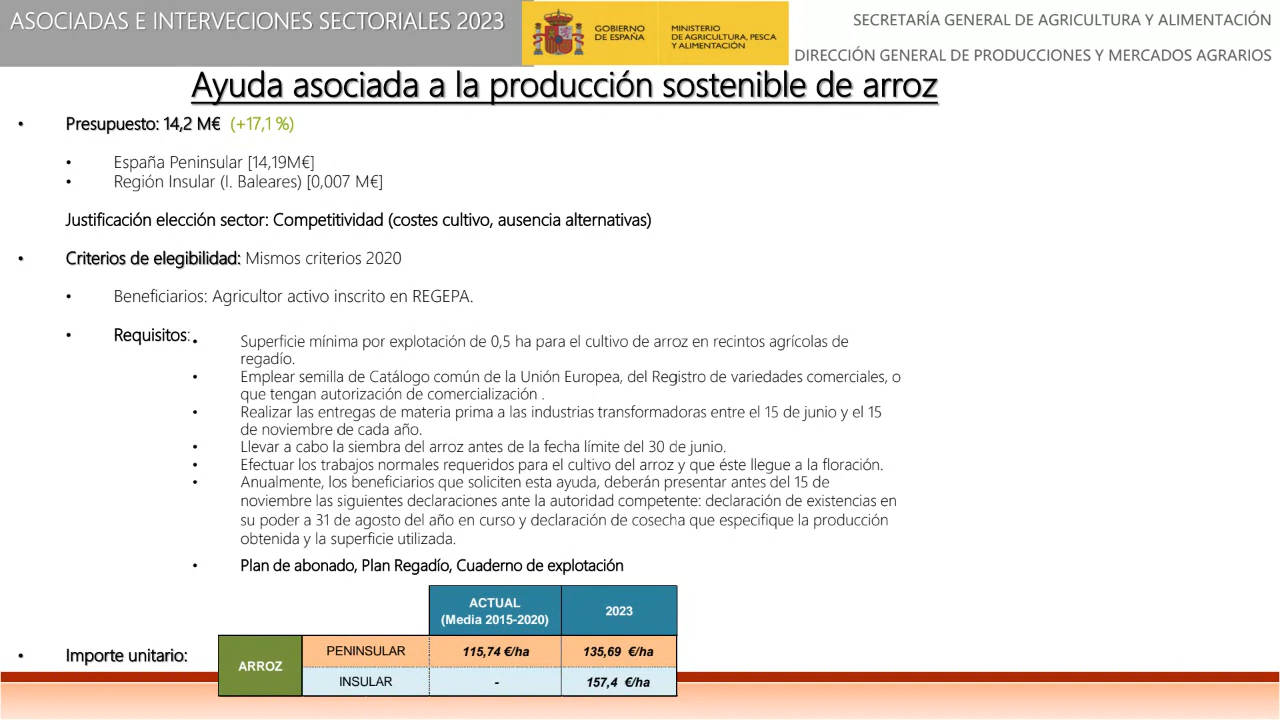 ASOCIADAS E INTERVECIONES SECTORIALES 2023
GOBIERNO
DE ESPAÑA
MINISTERIO
DE AGRICULTURA, PESCA
Y ALIMENTACIÓN
SECRETARÍA GENERAL DE AGRICULTURA Y ALIMENTACIÓN
DIRECCIÓN GENERAL DE PRODUCCIONES Y MERCADOS AGRARIOS
Ayuda asociada a la producción sostenible de arroz
• Presupuesto: 14,2 M€ (+17,1 %)
• España Peninsular [14,19M€]
• Región Insular (I. Baleares) [0,007 M€]
Justificación elección sector: Competitividad (costes cultivo, ausencia alternativas)
• Criterios de elegibilidad: Mismos criterios 2020
• Beneficiarios: Agricultor activo inscrito en REGEPA.
• Requisitos:
• Superficie mínima por explotación de 0,5 ha para el cultivo de arroz en recintos agrícolas de
regadío.
• Emplear semilla de Catálogo común de la Unión Europea, del Registro de variedades comerciales, o
que tengan autorización de comercialización .
• Realizar las entregas de materia prima a las industrias transformadoras entre el 15 de junio y el 15
de noviembre de cada año.
• Llevar a cabo la siembra del arroz antes de la fecha límite del 30 de junio.
• Efectuar los trabajos normales requeridos para el cultivo del arroz y que éste llegue a la floración.
• Anualmente, los beneficiarios que soliciten esta ayuda, deberán presentar antes del 15 de
noviembre las siguientes declaraciones ante la autoridad competente: declaración de existencias en
su poder a 31 de agosto del año en curso y declaración de cosecha que especifique la producción
obtenida y la superficie utilizada.
• Plan de abonado, Plan Regadío, Cuaderno de explotación
• Importe unitario:
ACTUAL
(Media 2015-2020)
2023
ARROZ
PENINSULAR 115,74 €/ha 135,69 €/ha
INSULAR - 157,4 €/ha